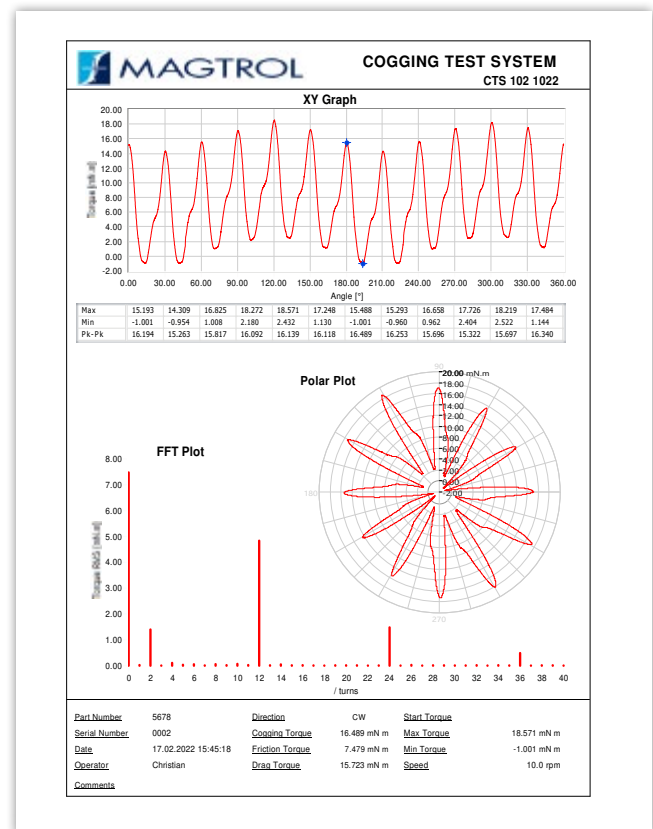 MAGTROL
COGGING TEST SYSTEM
CTS 102 1022
XY Graph
20.00
18.00
16.00
14.00
12.00
10.00
8.00
6.00
4.00
2.00
0.00
-2.00
0.00 30.00 60.00 90.00 120.00 150.00 180.00 210.00 240.00 270.00 300.00 330.00 360.00
Angle [°]
Max 15.193 14.309 16.825 18.272 18.571 17.248 15.488 15.293 16.658 17.726 18.219 17.484
Min -1.001 -0.954 1.008 2.180 2.432 1.130 -1.001 -0.960 0.962 2.404 2.522 1.144
Pk-Pk 16.194 15.263 15.817 16.092 16.139 16.118 16.489 16.253 15.696 15.322 15.697 16.340
Polar Plot
90
20.00 mN.m
18.00
16.00
14.00
12.00
10.00
8.00
6.00
4.00
2.00
0.00
-2.00
180
270
FFT Plot
8.00
7.00
6.00
5.00
4.00
3.00
2.00
1.00
0.00
0 2 4 6 8 10 12 14 16 18 20 22 24 26 28 30 32 34 36 38 40
/ turns
Part Number 5678 Direction CW Start Torque
Serial Number 0002 Cogging Torque 16.489 mN m Max Torque 18.571 mN m
Date 17.02.2022 15:45:18 Friction Torque 7.479 mN m Min Torque -1.001 mN m
Operator Christian Drag Torque 15.723 mN m Speed 10.0 rpm
Comments